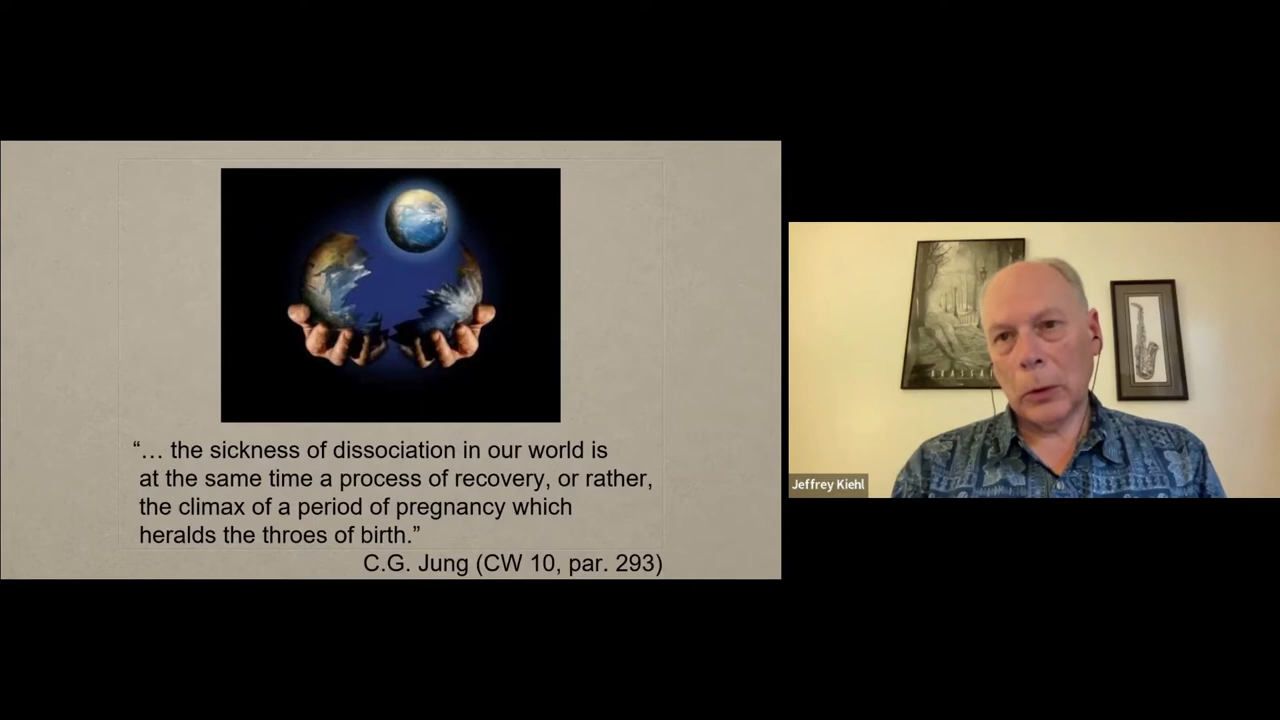 “… the sickness of dissociation in our world is
at the same time a process of recovery, or rather,
the climax of a period of pregnancy which
heralds the throes of birth.”
C.G. Jung (CW 10, par. 293)
Jeffrey Kiehl